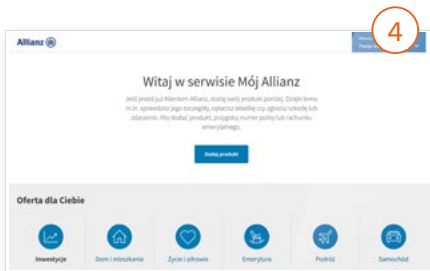 Allianz
4
Witaj w serwisie Mój Allianz
Jeśli jesteś już Klientem Allianz, dodaj swój produkt poniżej. Dzięki temu
m.in. sprawdzisz jego szczegóły, opłacisz składkę czy zgłosisz szkodę lub
zdarzenie. Aby dodać produkt, przygotuj numer polisy lub rachunku
emerytalnego.
Dodaj produkt
Oferta dla Ciebie
Inwestycje
Dom i mieszkanie
Życie i zdrowie
Emerytura
Podróż
Samochód